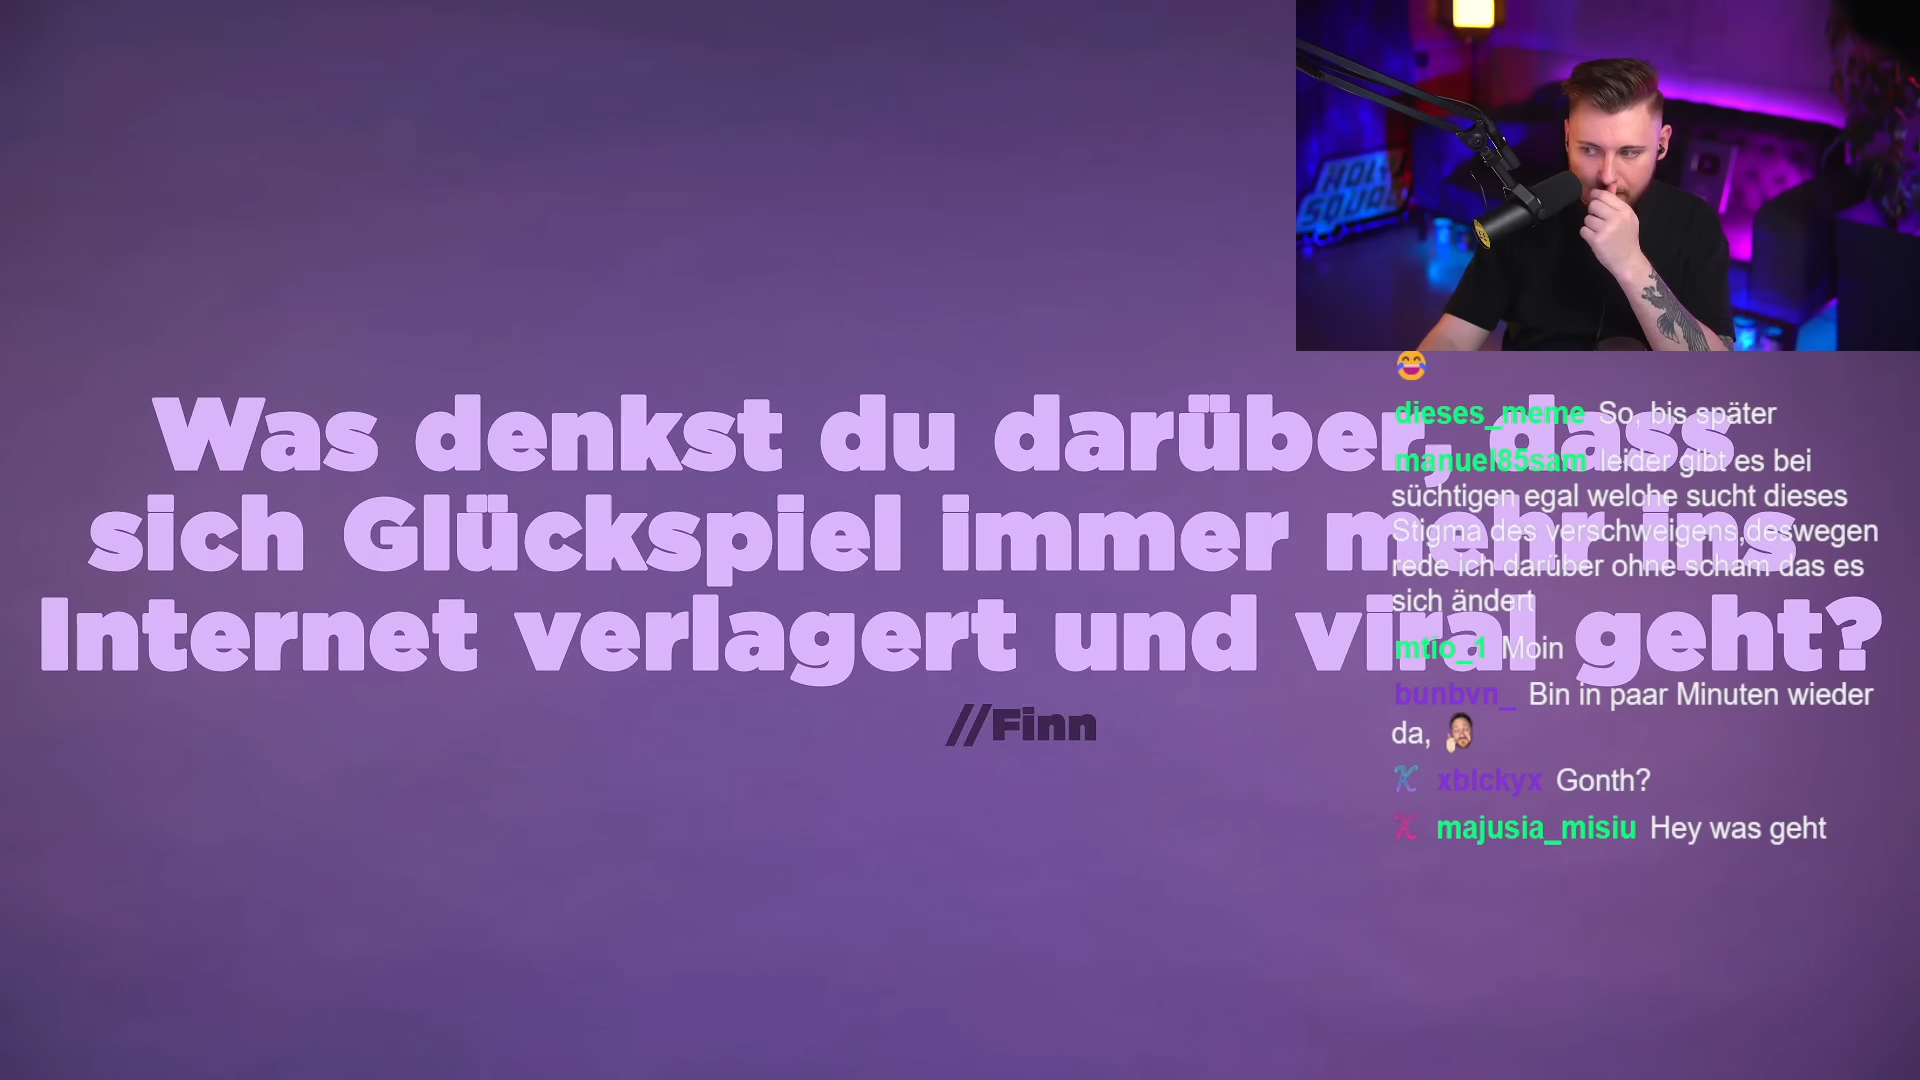 HOLY
SQUAD
Was denkst du darüber, dass
sich Glückspiel immer mehr ins
Internet verlagert und viral geht?
//Finn
dieses_meme So, bis später
manuel85sam leider gibt es bei
süchtigen egal welche sucht dieses
Stigma des verschweigens,deswegen
rede ich darüber ohne scham das es
sich ändert
mtio_1 Moin
bunbvn_ Bin in paar Minuten wieder
da,
xblckyx Gonth?
majusia_misiu Hey was geht